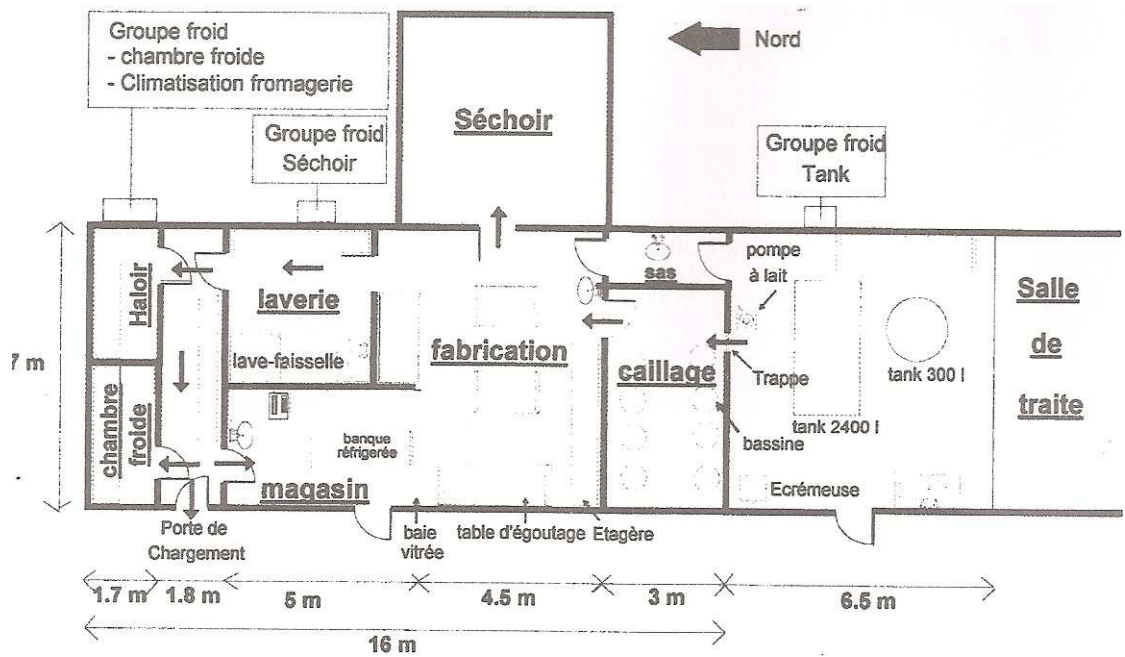 Groupe froid
- chambre froide
- Climatisation fromagerie
Nord
Séchoir
Groupe froid
Séchoir
Groupe froid
Tank
Haloir
laverie
lave-faisselle
sas
pompe
à lait
Salle
de
traite
7 m
fabrication
caillage
Trappe
tank 300 l
tank 2400 l
bassine
chambre
froide
banque
réfrigerée
magasin
Ecrémeuse
Porte de
Chargement
baie
vitrée
table d'égoutage
Etagère
1.7 m
1.8 m
5 m
4.5 m
3 m
6.5 m
16 m